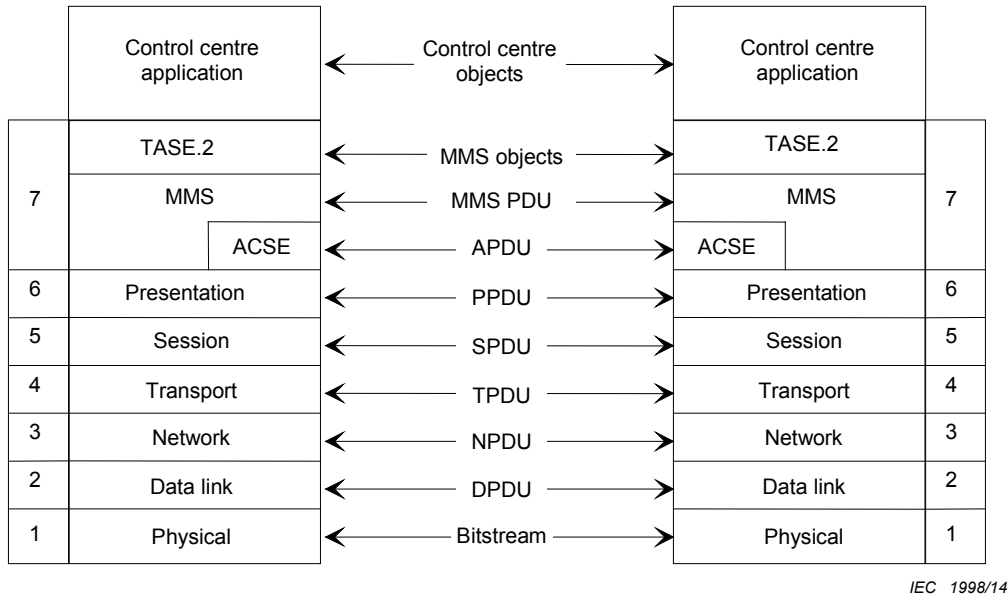 Control centre
application
Control centre
objects
Control centre
application
7
TASE.2
MMS objects
TASE.2
7
MMS
MMS PDU
MMS
ACSE
APDU
ACSE
6
Presentation
PPDU
Presentation
6
5
Session
SPDU
Session
5
4
Transport
TPDU
Transport
4
3
Network
NPDU
Network
3
2
Data link
DPDU
Data link
2
1
Physical
Bitstream
Physical
1
IEC 1998/14